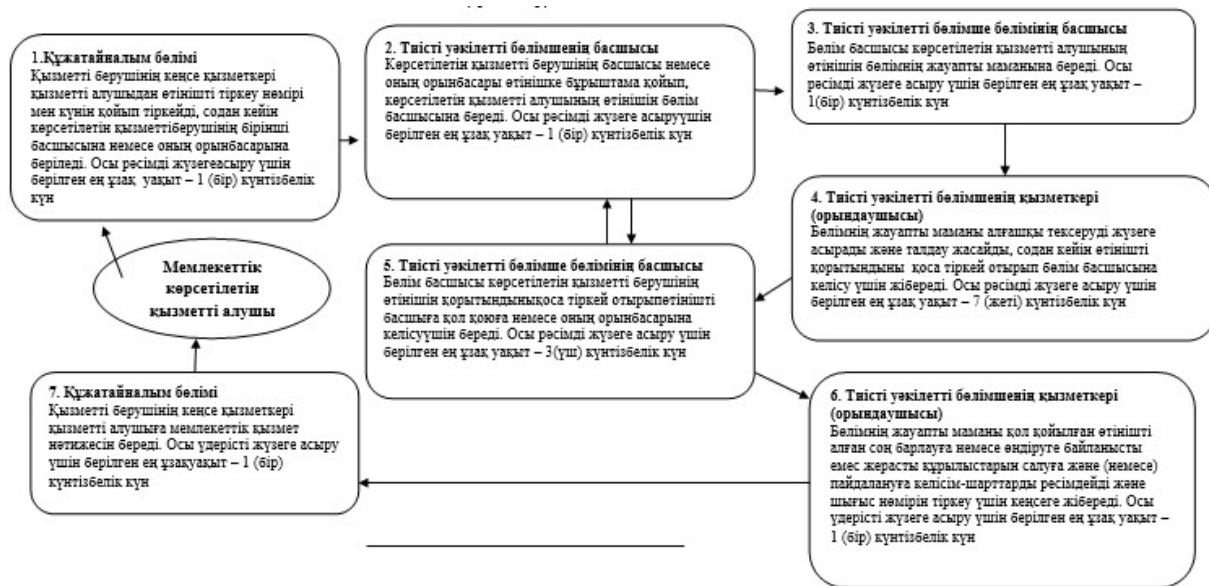 1.Құжатайналым бөлімі
Қызметті берушінің кеңсе қызметкері
қызметті алушыдан өтінішті тіркеу нөмірі
мен күнін қойып тіркейді, содан кейін
көрсетілетін қызметтіберушінің бірінші
басшысына немесе оның орынбасарына
беріледі. Осы рәсімді жүзегеасыру үшін
берілген ең ұзақ уақыт – 1 (бір) күнтізбелік
күн
2. Тиісті уәкілетті бөлімшенің басшысы
Көрсетілетін қызметті берушінің басшысы немесе
оның орынбасары өтінішке бұрыштама қойып,
көрсетілетін қызметті алушының өтінішін бөлім
басшысына береді. Осы рәсімді жүзеге асыруүшін
берілген ең ұзақ уақыт – 1 (бір) күнтізбелік күн
3. Тиісті уәкілетті бөлімше бөлімінің басшысы
Бөлім басшысы көрсетілетін қызметті алушының
өтінішін бөлімнің жауапты маманына береді. Осы
рәсімді жүзеге асыру үшін берілген ең ұзақ уақыт –
1(бір) күнтізбелік күн
4. Тиісті уәкілетті бөлімшенің қызметкері
(орындаушысы)
Бөлімнің жауапты маманы алғашқы тексеруді жүзеге
асырады және талдау жасайды, содан кейін өтінішті
қорытындыны қоса тіркей отырып бөлім басшысына
келісу үшін жібереді. Осы рәсімді жүзеге асыру үшін
берілген ең ұзақ уақыт – 7 (жеті) күнтізбелік күн
5. Тиісті уәкілетті бөлімше бөлімінің басшысы
Бөлім басшысы көрсетілетін қызметті берушінің
өтінішін қорытындынықоса тіркей отырыпөтінішті
басшыға қол қоюға немесе оның орынбасарына
келісуүшін береді. Осы рәсімді жүзеге асыру үшін
берілген ең ұзақ уақыт – 3(үш) күнтізбелік күн
Мемлекеттік
көрсетілетін
қызметті алушы
6. Тиісті уәкілетті бөлімшенің қызметкері
(орындаушысы)
Бөлімнің жауапты маманы қол қойылған өтінішті
алған соң барлауға немесе өндіруге байланысты
емес жерасты құрылыстарын салуға және (немесе)
пайдалануға келісім-шарттарды ресімдейді және
шығыс нөмірін тіркеу үшін кеңсеге жібереді. Осы
үдерісті жүзеге асыру үшін берілген ең ұзақ уақыт –
1 (бір) күнтізбелік күн
7. Құжатайналым бөлімі
Қызметті берушінің кеңсе қызметкері
қызметті алушыға мемлекеттік қызмет
нәтижесін береді. Осы үдерісті жүзеге асыру
үшін берілген ең ұзақуақыт – 1 (бір)
күнтізбелік күн